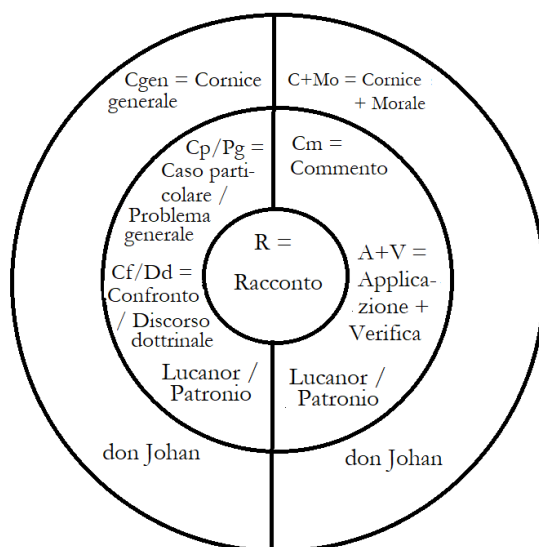 Cgen = Cornice
generale
C+Mo = Cornice
+ Morale
Cp/Pg =
Caso parti-
colare /
Problema
generale
Cm =
Commento
R =
Racconto
Cf/Dd =
Confronto
/ Discorso
dottrinale
A+V =
Applica-
zione +
Verifica
Lucanor /
Patronio
Lucanor /
Patronio
don Johan
don Johan